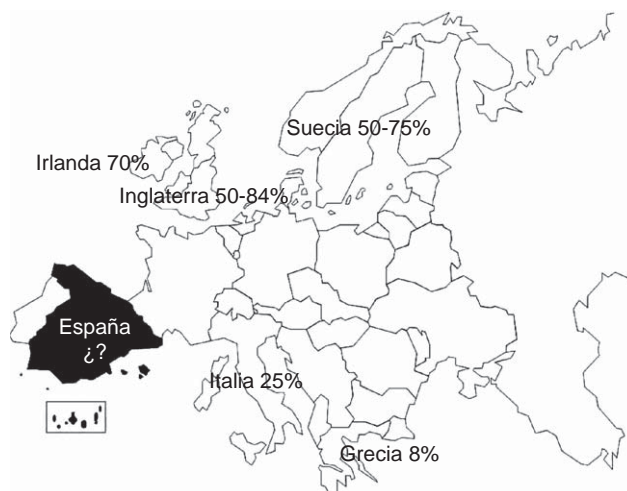 Suecia 50-75%
Irlanda 70%
Inglaterra 50-84%
España
¿?
Italia 25%
Grecia 8%